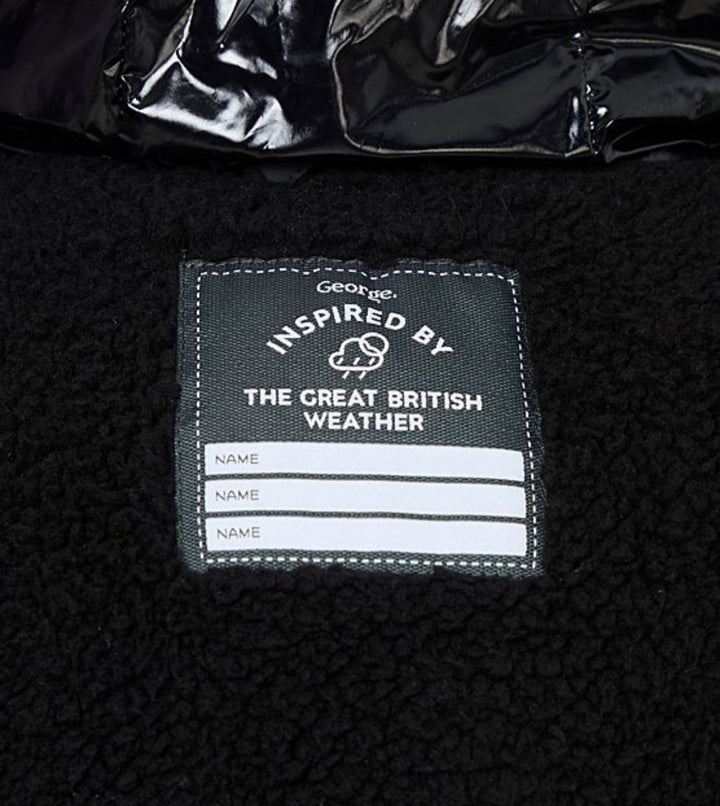 George.
INSPIRED BY
THE GREAT BRITISH
WEATHER
NAME
NAME
NAME